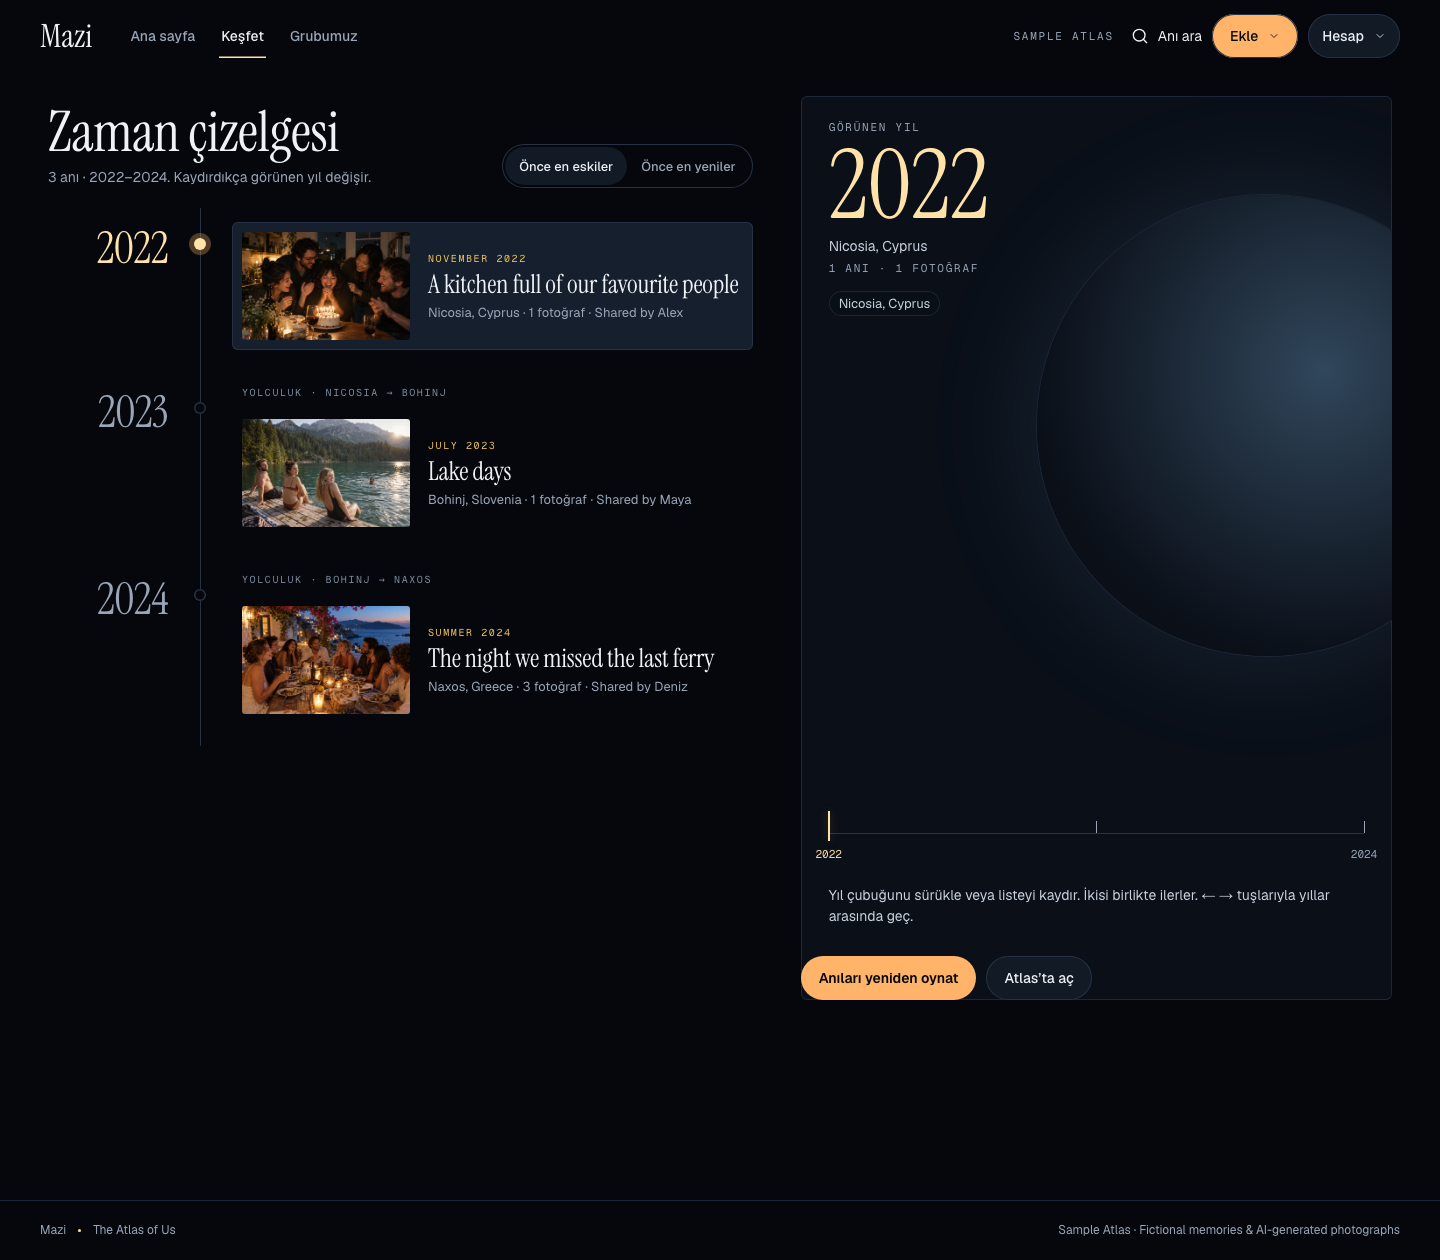 Mazi
Ana sayfa
Keşfet
Grubumuz
SAMPLE ATLAS
Anı ara
Ekle
Hesap
Zaman çizelgesi
3 anı · 2022–2024. Kaydırdıkça görünen yıl değişir.
Önce en eskiler
Önce en yeniler
2022
NOVEMBER 2022
A kitchen full of our favourite people
Nicosia, Cyprus · 1 fotoğraf · Shared by Alex
2023
YOLCULUK · NICOSIA → BOHINJ
JULY 2023
Lake days
Bohinj, Slovenia · 1 fotoğraf · Shared by Maya
2024
YOLCULUK · BOHINJ → NAXOS
SUMMER 2024
The night we missed the last ferry
Naxos, Greece · 3 fotoğraf · Shared by Deniz
GÖRÜNEN YIL
2022
Nicosia, Cyprus
1 ANI · 1 FOTOĞRAF
Nicosia, Cyprus
2022
2024
Yıl çubuğunu sürükle veya listeyi kaydır. İkisi birlikte ilerler. ← → tuşlarıyla yıllar
arasında geç.
Anıları yeniden oynat
Atlas’ta aç
Mazi • The Atlas of Us
Sample Atlas · Fictional memories & AI-generated photographs